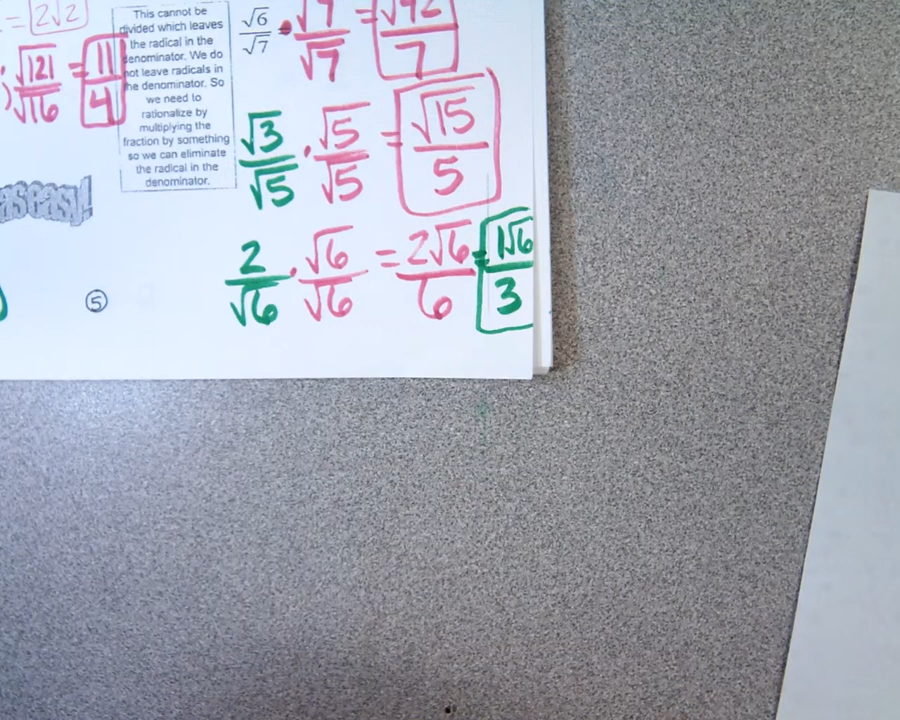 = 2√2
√121/√16 = 11/4
This cannot be
divided which leaves
the radical in the
denominator. We do
not leave radicals in
the denominator. So
we need to
rationalize by
multiplying the
fraction by something
so we can eliminate
the radical in the
denominator.
√6/√7 · √7/√7 = √42/7
√3/√5 · √5/√5 = √15/5
as easy!
2/√6 · √6/√6 = 2√6/6 = 1√6/3
5